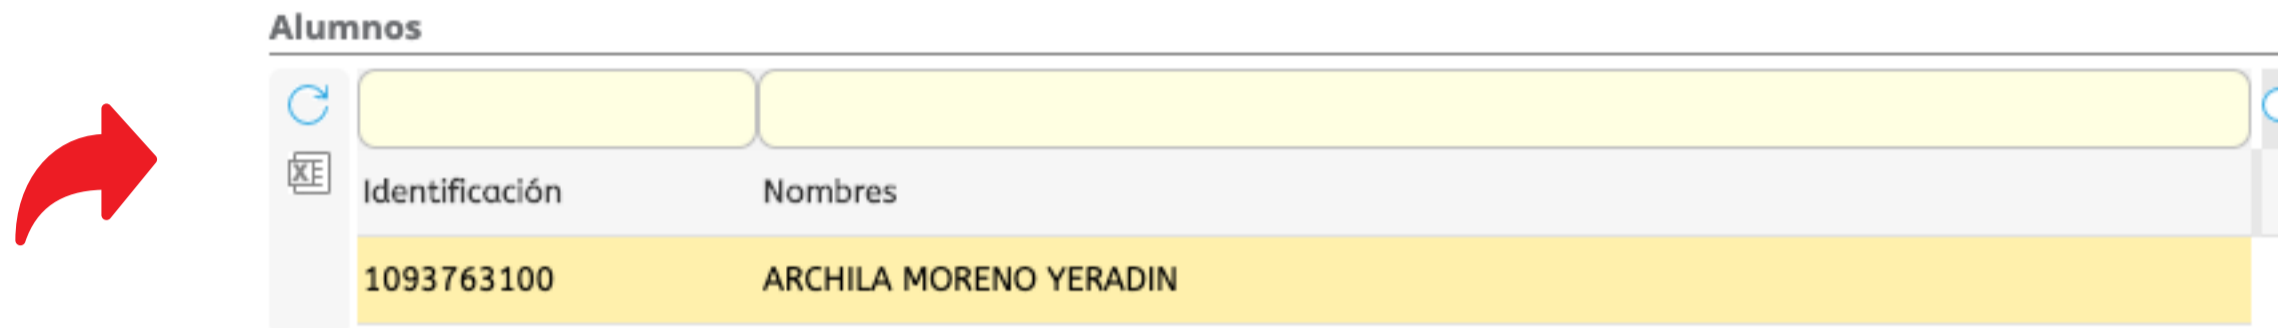 Alumnos
Identificación Nombres
1093763100 ARCHILA MORENO YERADIN